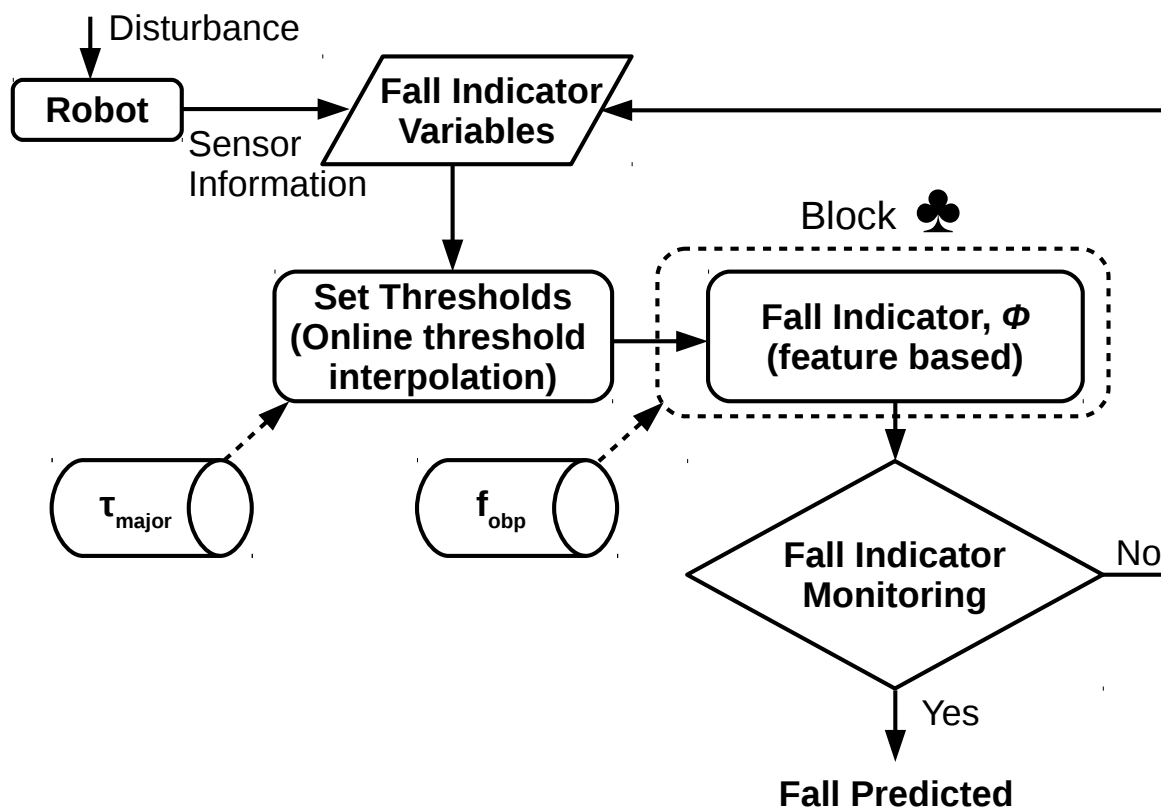 Disturbance
Robot
Sensor
Information
Fall Indicator
Variables
Block ♣
Set Thresholds
(Online threshold
interpolation)
Fall Indicator, Φ
(feature based)
τmajor
fobp
Fall Indicator
Monitoring
No
Yes
Fall Predicted